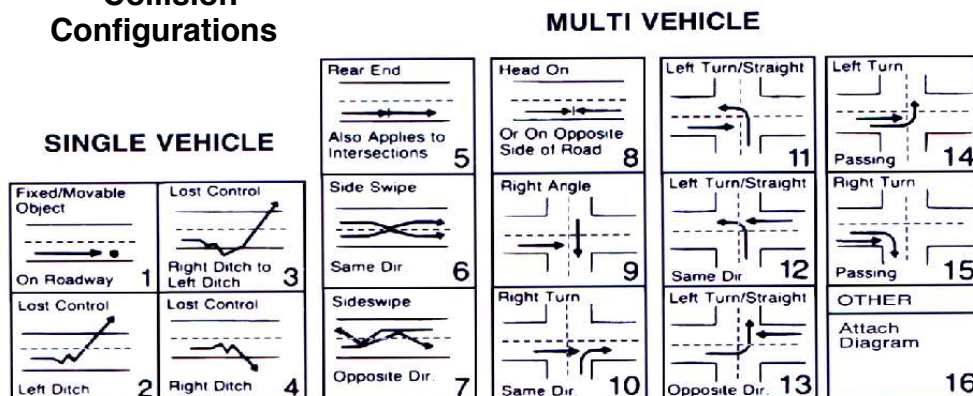 Collision
Configurations
MULTI VEHICLE
SINGLE VEHICLE
Fixed/Movable
Object
On Roadway 1
Lost Control
Left Ditch 2
Lost Control
Right Ditch to
Left Ditch 3
Lost Control
Right Ditch 4
Rear End
Also Applies to
Intersections 5
Side Swipe
Same Dir 6
Sideswipe
Opposite Dir. 7
Head On
Or On Opposite
Side of Road 8
Right Angle
9
Right Turn
Same Dir. 10
Left Turn/Straight
11
Left Turn/Straight
Same Dir 12
Left Turn/Straight
Opposite Dir. 13
Left Turn
Passing 14
Right Turn
Passing 15
OTHER
Attach
Diagram
16